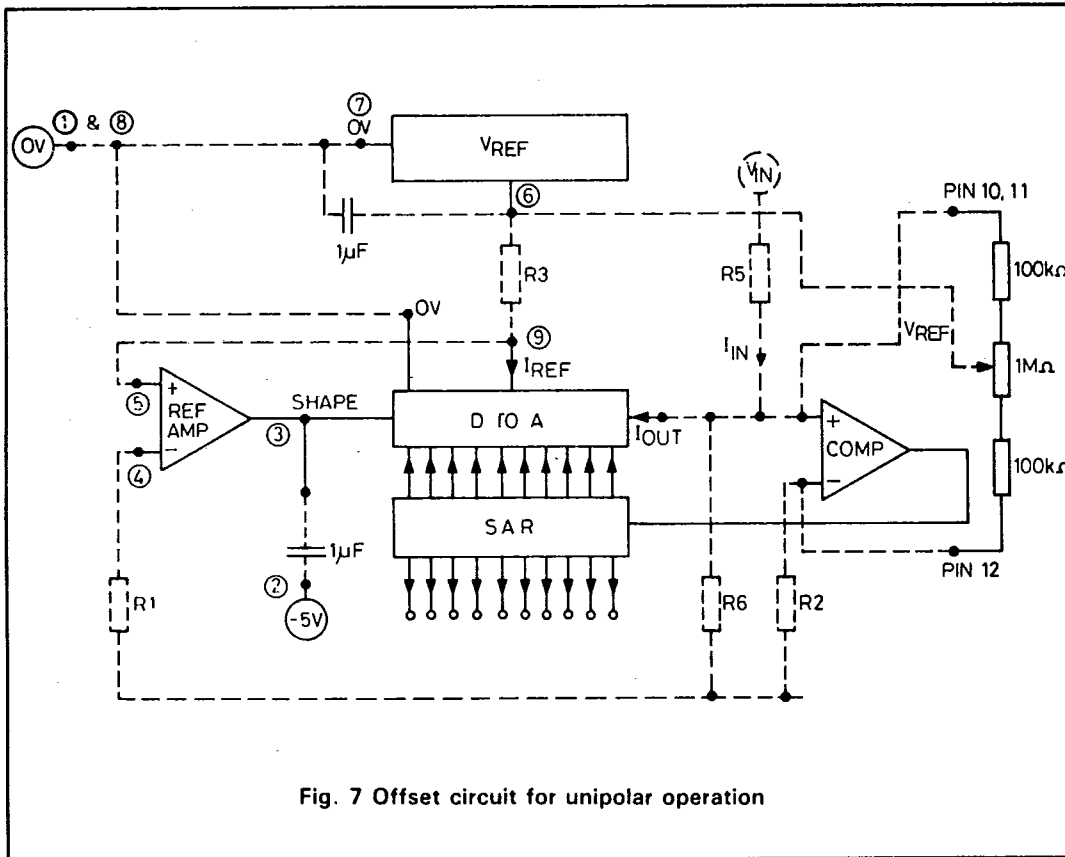 ① & ⑧
0V
⑦
0V
VREF
⑥
1µF
VIN
PIN 10, 11
R3
R5
100kΩ
0V
⑨
IREF
IIN
VREF
1MΩ
⑤
+
REF
AMP
-
④
SHAPE
③
D TO A
IOUT
+
COMP
-
100kΩ
SAR
1µF
②
-5V
R1
R6
R2
PIN 12
Fig. 7 Offset circuit for unipolar operation